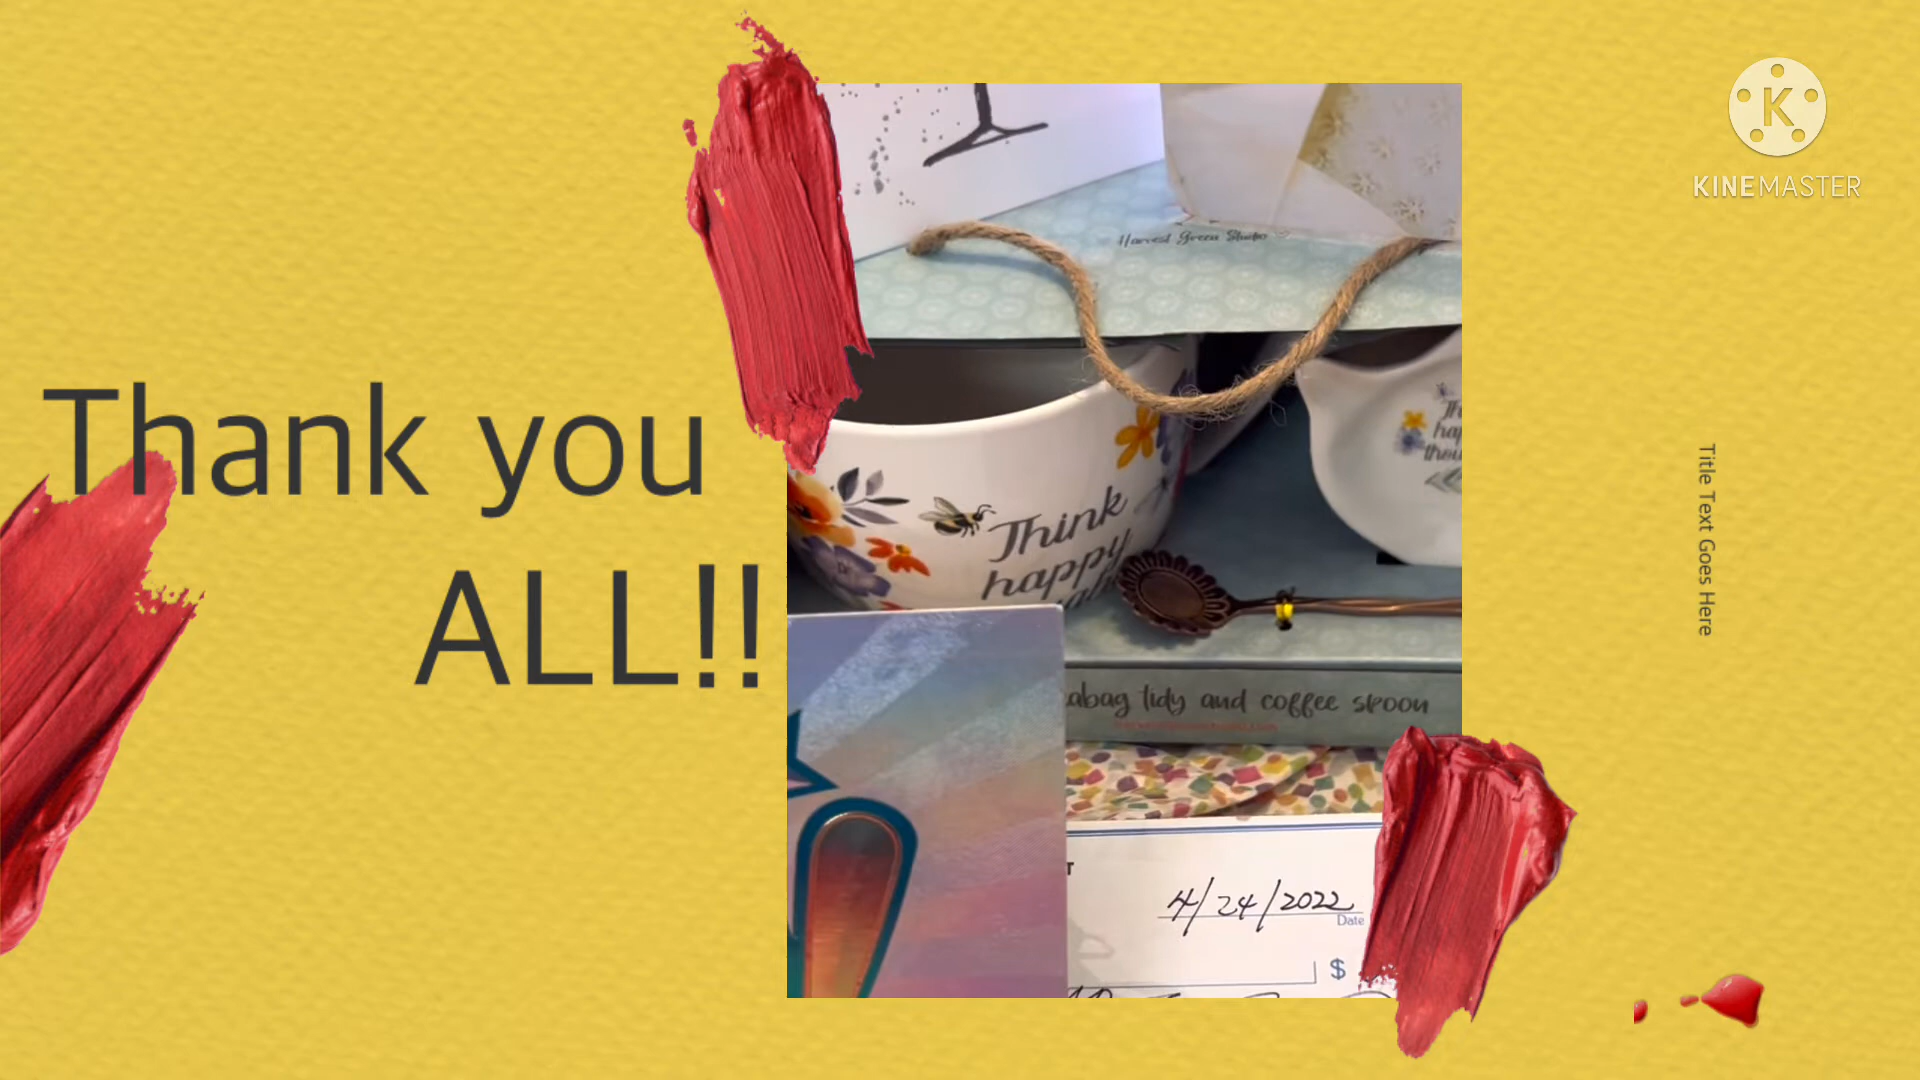 Thank you
ALL!!
KINEMASTER
Harvest Green Studio
Think
happy
tidy and coffee spoon
4/24/2022
Date
$
Title Text Goes Here